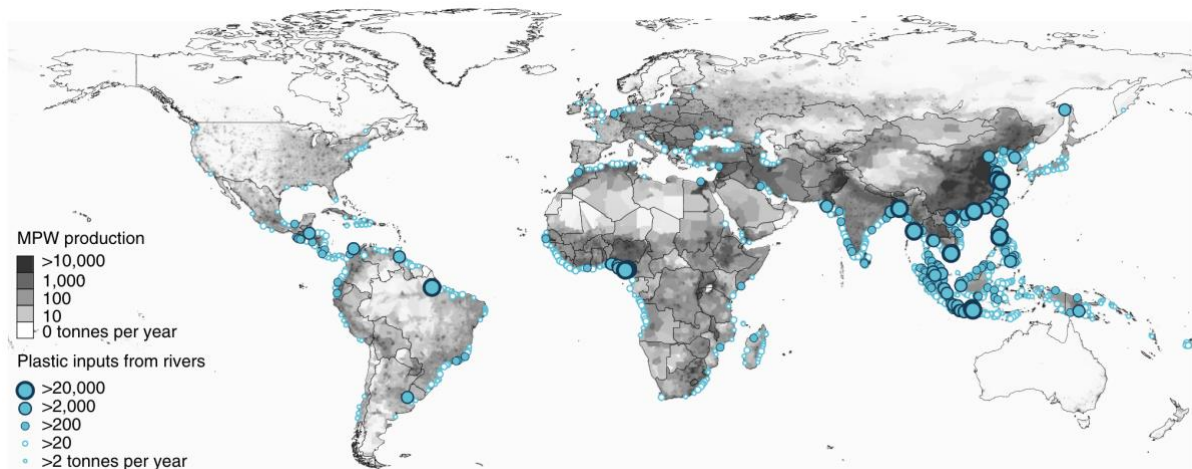 MPW production
>10,000
1,000
100
10
0 tonnes per year
Plastic inputs from rivers
>20,000
>2,000
>200
>20
>2 tonnes per year